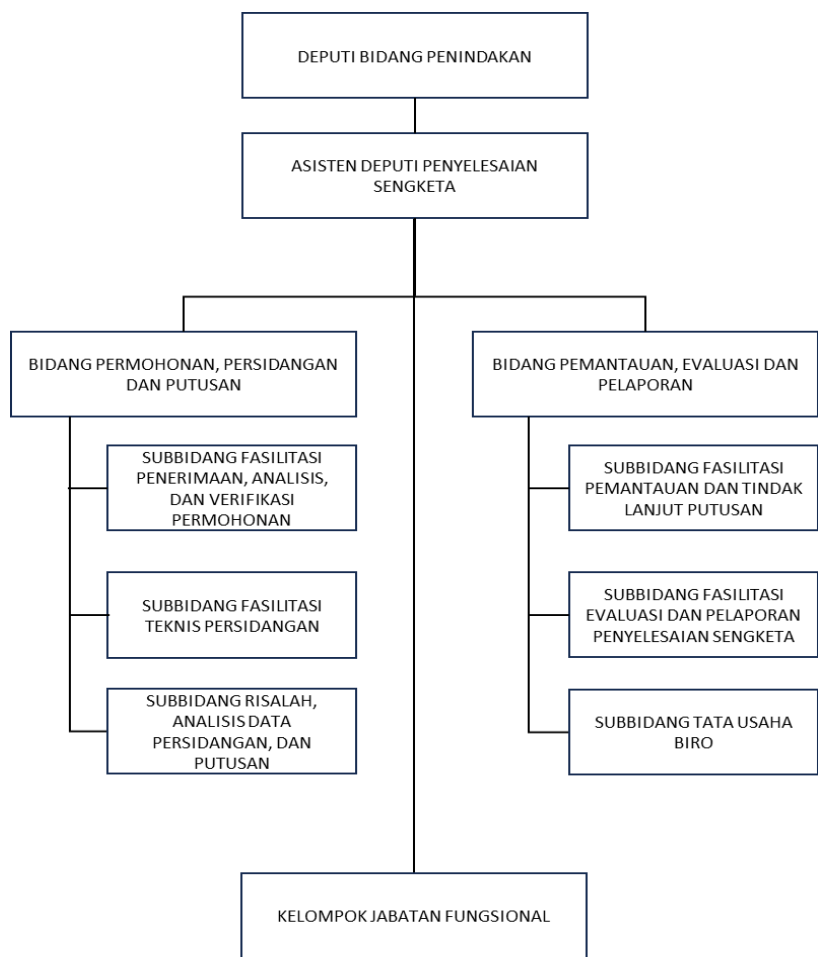 DEPUTI BIDANG PENINDAKAN
ASISTEN DEPUTI PENYELESAIAN
SENGKETA
BIDANG PERMOHONAN, PERSIDANGAN
DAN PUTUSAN
SUBBIDANG FASILITASI
PENERIMAAN, ANALISIS,
DAN VERIFIKASI
PERMOHONAN
SUBBIDANG FASILITASI
TEKNIS PERSIDANGAN
SUBBIDANG RISALAH,
ANALISIS DATA
PERSIDANGAN, DAN
PUTUSAN
BIDANG PEMANTAUAN, EVALUASI DAN
PELAPORAN
SUBBIDANG FASILITASI
PEMANTAUAN DAN TINDAK
LANJUT PUTUSAN
SUBBIDANG FASILITASI
EVALUASI DAN PELAPORAN
PENYELESAIAN SENGKETA
SUBBIDANG TATA USAHA
BIRO
KELOMPOK JABATAN FUNGSIONAL